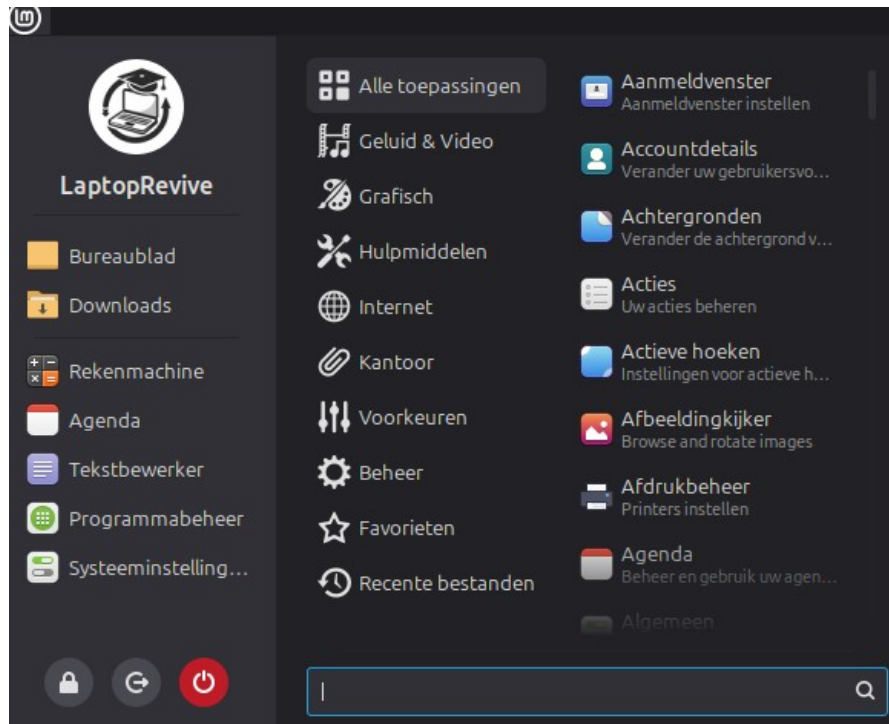 LaptopRevive
Bureaublad
Downloads
Rekenmachine
Agenda
Tekstbewerker
Programmabeheer
Systeeminstelling...
Alle toepassingen
Geluid & Video
Grafisch
Hulpmiddelen
Internet
Kantoor
Voorkeuren
Beheer
Favorieten
Recente bestanden
Aanmeldvenster
Aanmeldvenster instellen
Accountdetails
Verander uw gebruikersvo...
Achtergronden
Verander de achtergrond v...
Acties
Uw acties beheren
Actieve hoeken
Instellingen voor actieve h...
Afbeeldingkijker
Browse and rotate images
Afdrukbeheer
Printers instellen
Agenda
Beheer en gebruik uw agen...
Algemeen